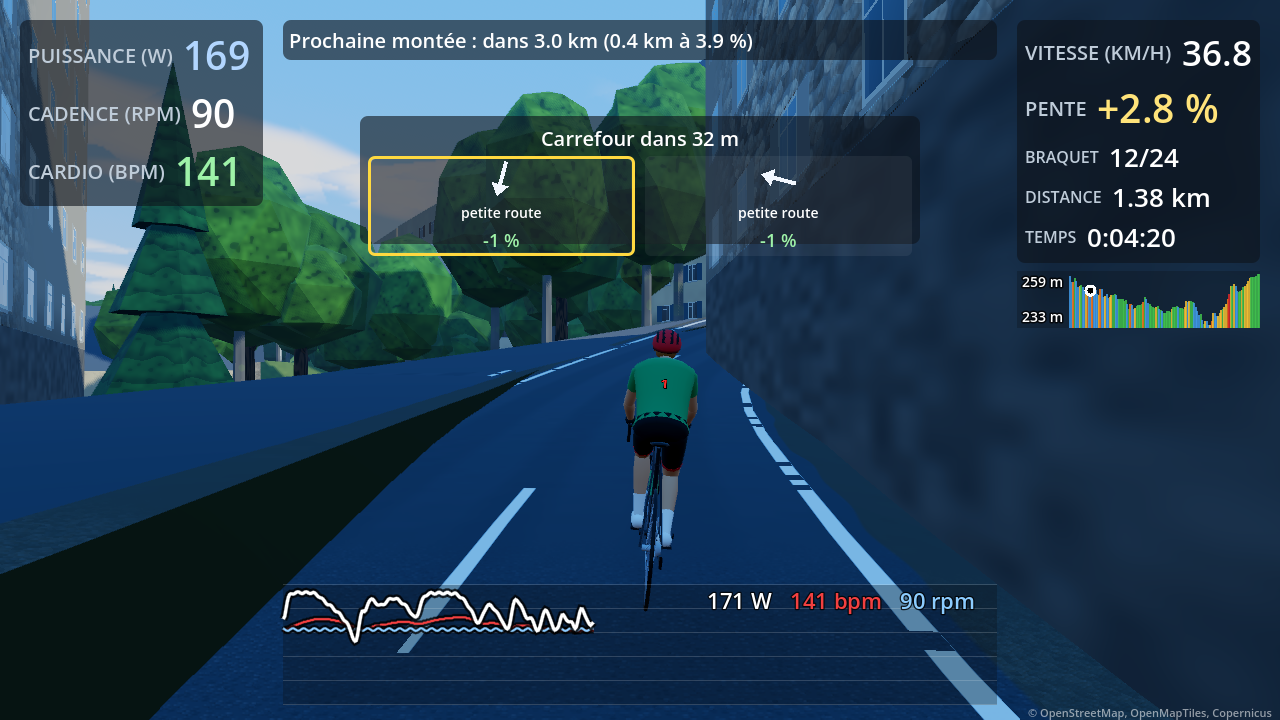 PUISSANCE (W) 169
CADENCE (RPM) 90
CARDIO (BPM) 141
Prochaine montée : dans 3.0 km (0.4 km à 3.9 %)
Carrefour dans 32 m
petite route
-1 %
petite route
-1 %
VITESSE (KM/H) 36.8
PENTE +2.8 %
BRAQUET 12/24
DISTANCE 1.38 km
TEMPS 0:04:20
259 m
233 m
1
171 W 141 bpm 90 rpm
© OpenStreetMap, OpenMapTiles, Copernicus